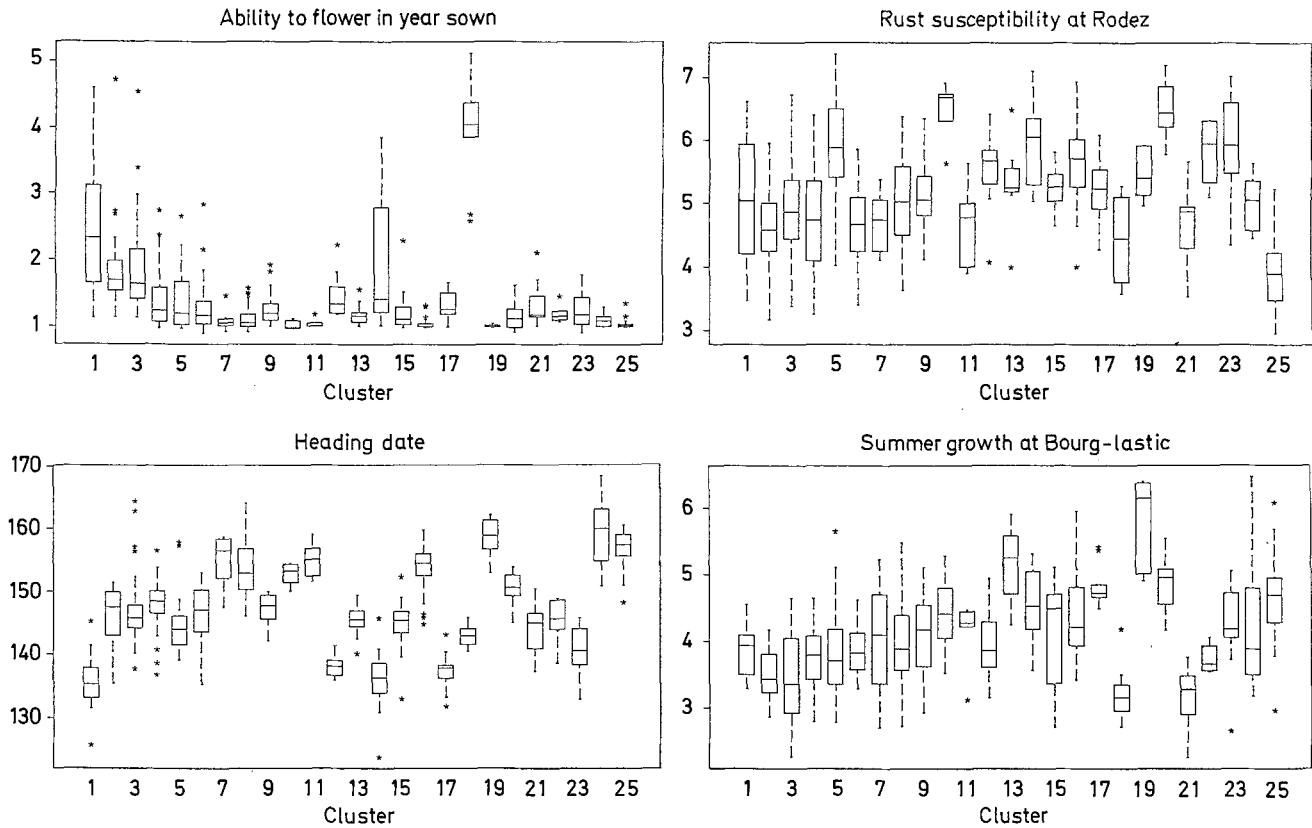 Ability to flower in year sown
5
4
3
2
1
1 3 5 7 9 11 13 15 17 19 21 23 25
Cluster
Rust susceptibility at Rodez
7
6
5
4
3
1 3 5 7 9 11 13 15 17 19 21 23 25
Cluster
Heading date
170
160
150
140
130
1 3 5 7 9 11 13 15 17 19 21 23 25
Cluster
Summer growth at Bourg-lastic
6
5
4
3
1 3 5 7 9 11 13 15 17 19 21 23 25
Cluster